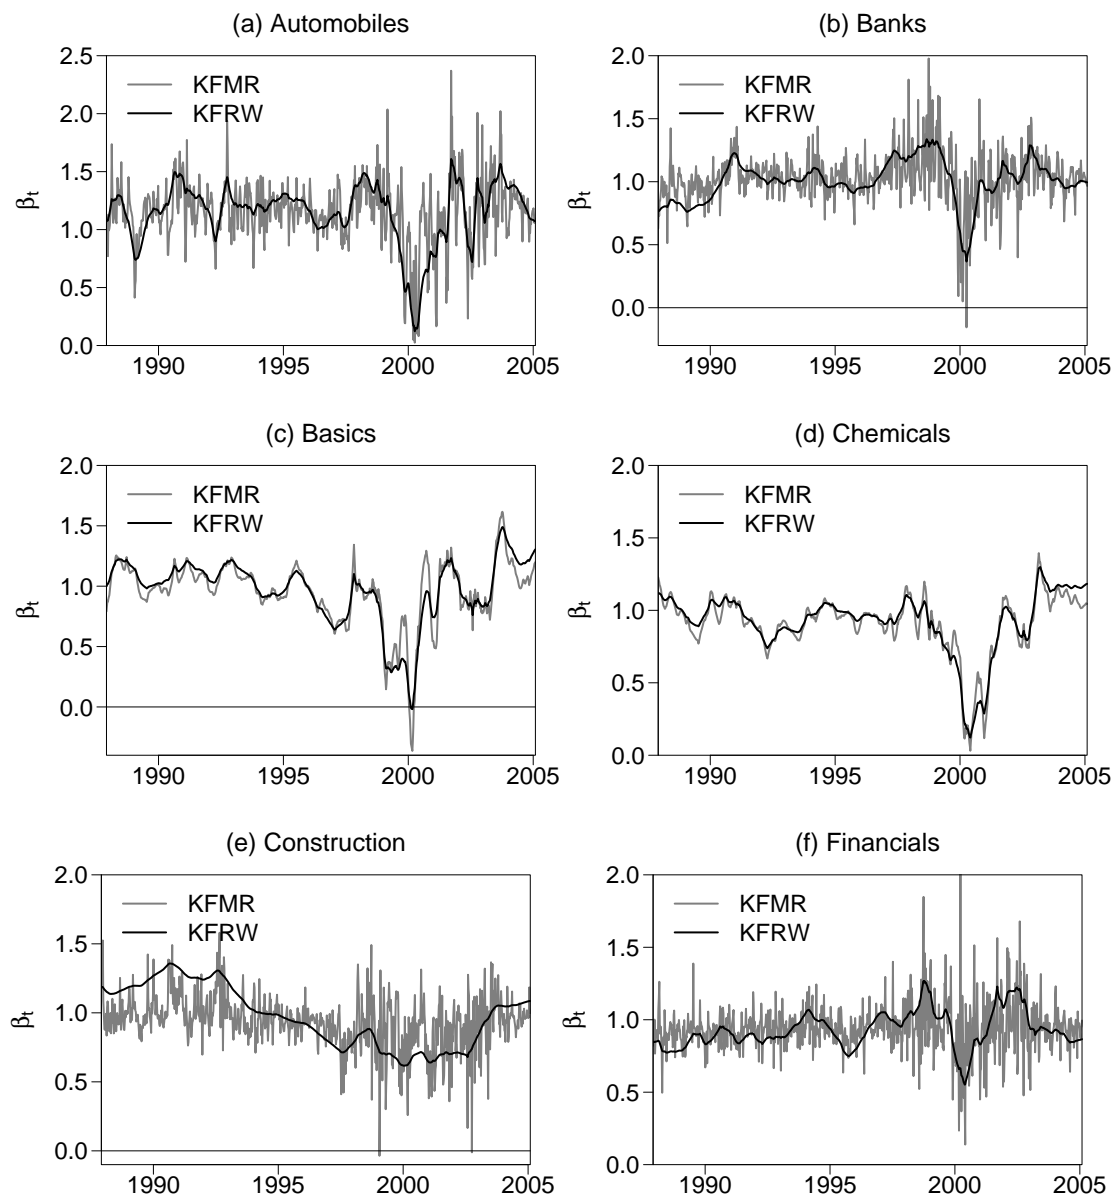 (a) Automobiles
2.5
2.0
1.5
1.0
0.5
0.0
βt
KFMR
KFRW
1990 1995 2000 2005
(b) Banks
2.0
1.5
1.0
0.5
0.0
βt
KFMR
KFRW
1990 1995 2000 2005
(c) Basics
2.0
1.5
1.0
0.5
0.0
βt
KFMR
KFRW
1990 1995 2000 2005
(d) Chemicals
2.0
1.5
1.0
0.5
0.0
βt
KFMR
KFRW
1990 1995 2000 2005
(e) Construction
2.0
1.5
1.0
0.5
0.0
βt
KFMR
KFRW
1990 1995 2000 2005
(f) Financials
2.0
1.5
1.0
0.5
0.0
βt
KFMR
KFRW
1990 1995 2000 2005